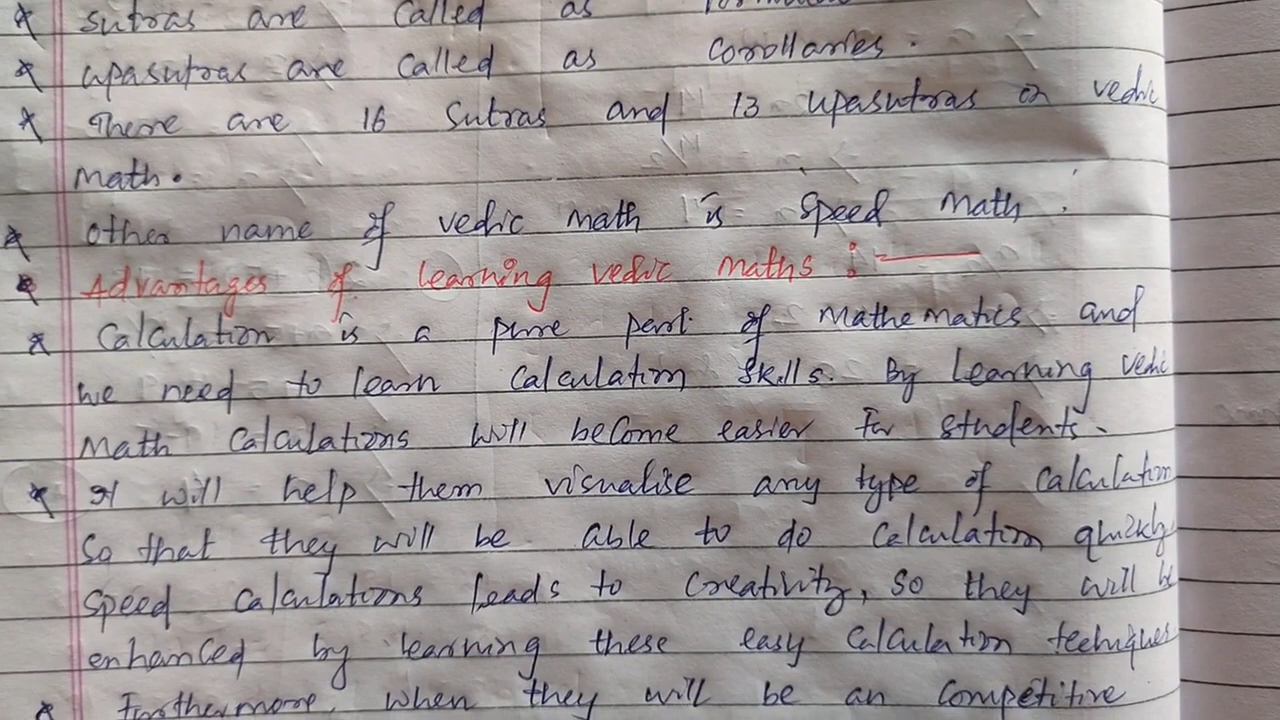 * sutras are called as
* upasutras are called as corollaries.
* There are 16 sutras and 13 upasutras in vedic
math.
* other name of vedic math is speed math.
* Advantages of learning vedic maths :-
* Calculation is a pure part of Mathematics and
we need to learn calculation skills. By Learning vedic
Math calculations will become easier for students.
* It will help them visualise any type of calculation
So that they will be able to do calculation quickly
speed calculations leads to creativity, so they will be
enhanced by learning these easy calculation techniques
* Furthermore, when they will be an competitive